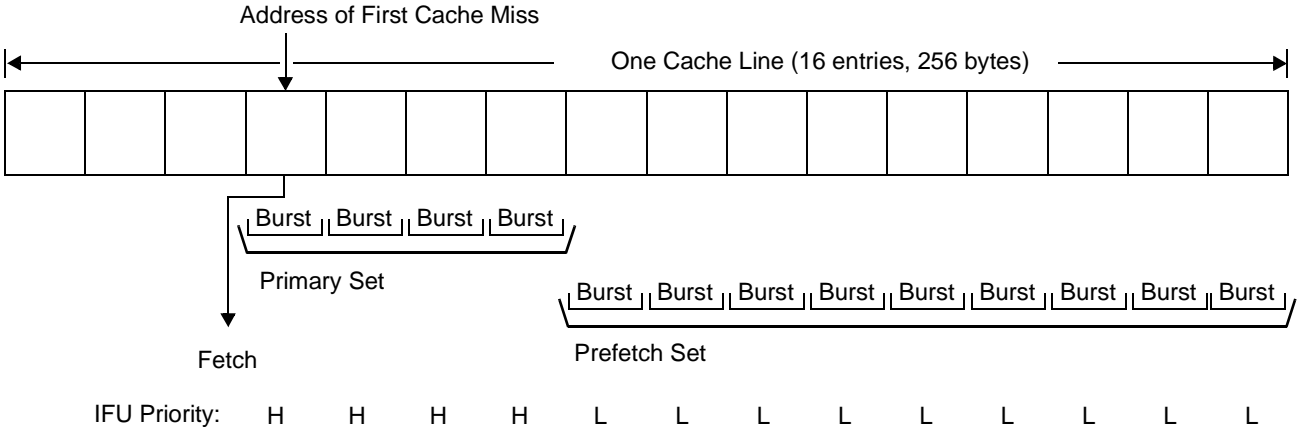 Address of First Cache Miss
One Cache Line (16 entries, 256 bytes)
Burst Burst Burst Burst
Primary Set
Burst Burst Burst Burst Burst Burst Burst Burst Burst
Prefetch Set
Fetch
IFU Priority: H H H H L L L L L L L L L